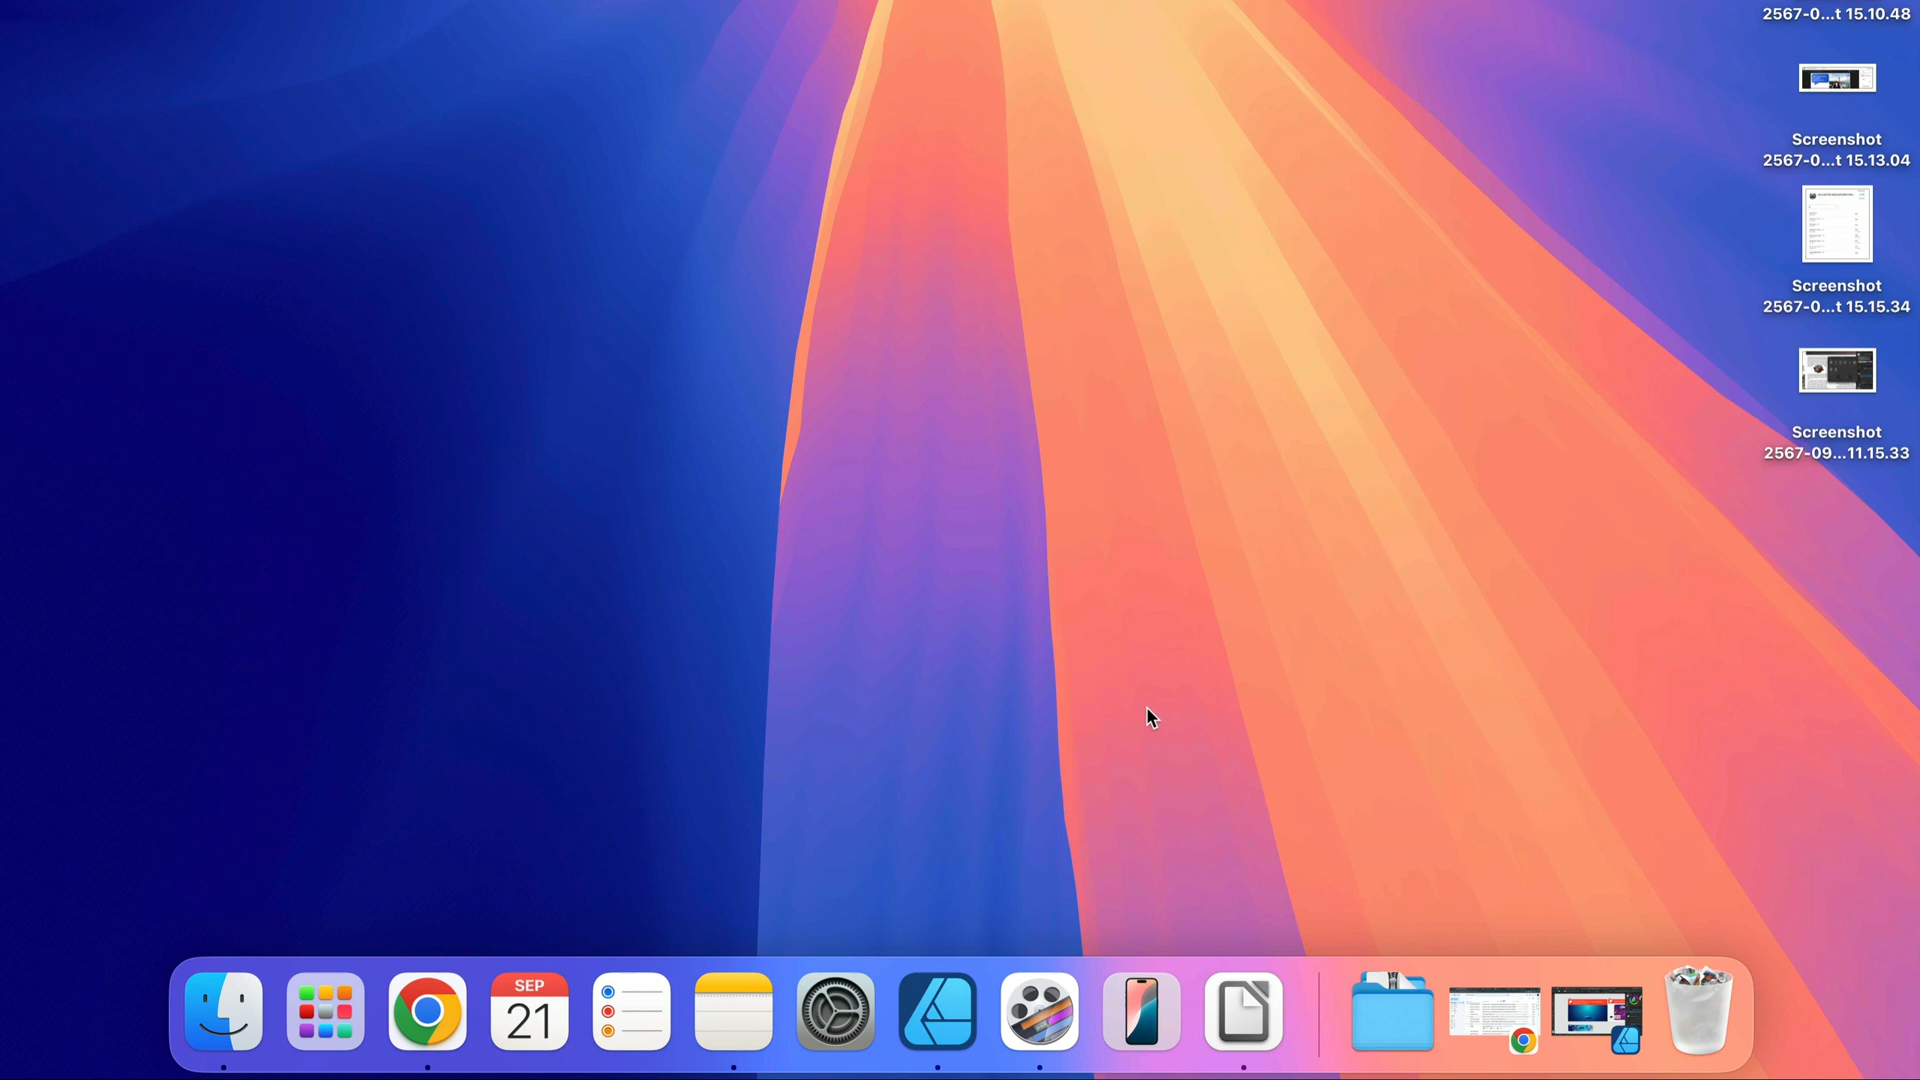 2567-0...t 15.10.48
Screenshot
2567-0...t 15.13.04
Screenshot
2567-0...t 15.15.34
Screenshot
2567-09...11.15.33
SEP
21